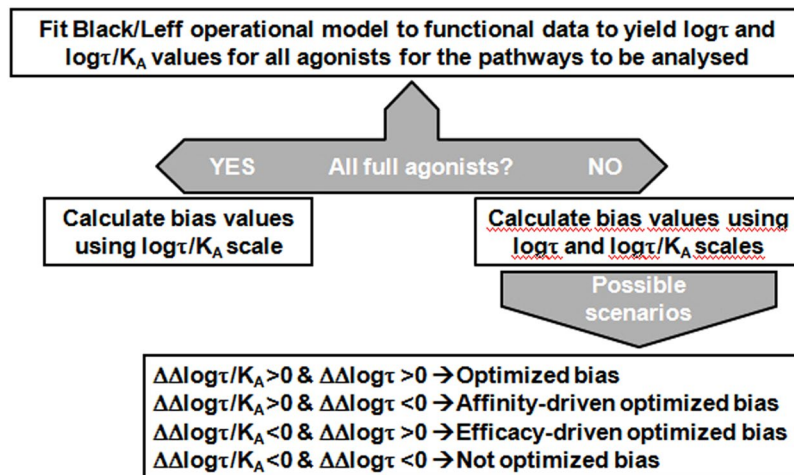 Fit Black/Leff operational model to functional data to yield logτ and
logτ/KA values for all agonists for the pathways to be analysed
YES All full agonists? NO
Calculate bias values
using logτ/KA scale
Calculate bias values using
logτ and logτ/KA scales
Possible
scenarios
ΔΔlogτ/KA>0 & ΔΔlogτ >0 →Optimized bias
ΔΔlogτ/KA>0 & ΔΔlogτ <0 →Affinity-driven optimized bias
ΔΔlogτ/KA<0 & ΔΔlogτ >0 →Efficacy-driven optimized bias
ΔΔlogτ/KA<0 & ΔΔlogτ <0 →Not optimized bias